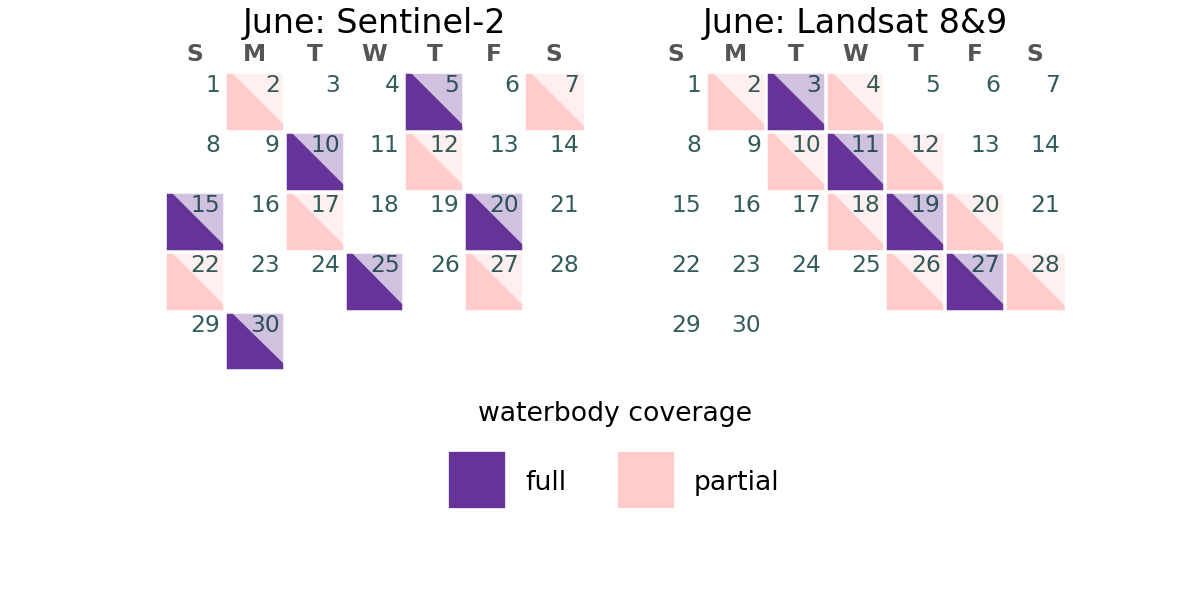 June: Sentinel-2
S M T W T F S
1 2 3 4 5 6 7
8 9 10 11 12 13 14
15 16 17 18 19 20 21
22 23 24 25 26 27 28
29 30
June: Landsat 8&9
S M T W T F S
1 2 3 4 5 6 7
8 9 10 11 12 13 14
15 16 17 18 19 20 21
22 23 24 25 26 27 28
29 30
waterbody coverage
full partial